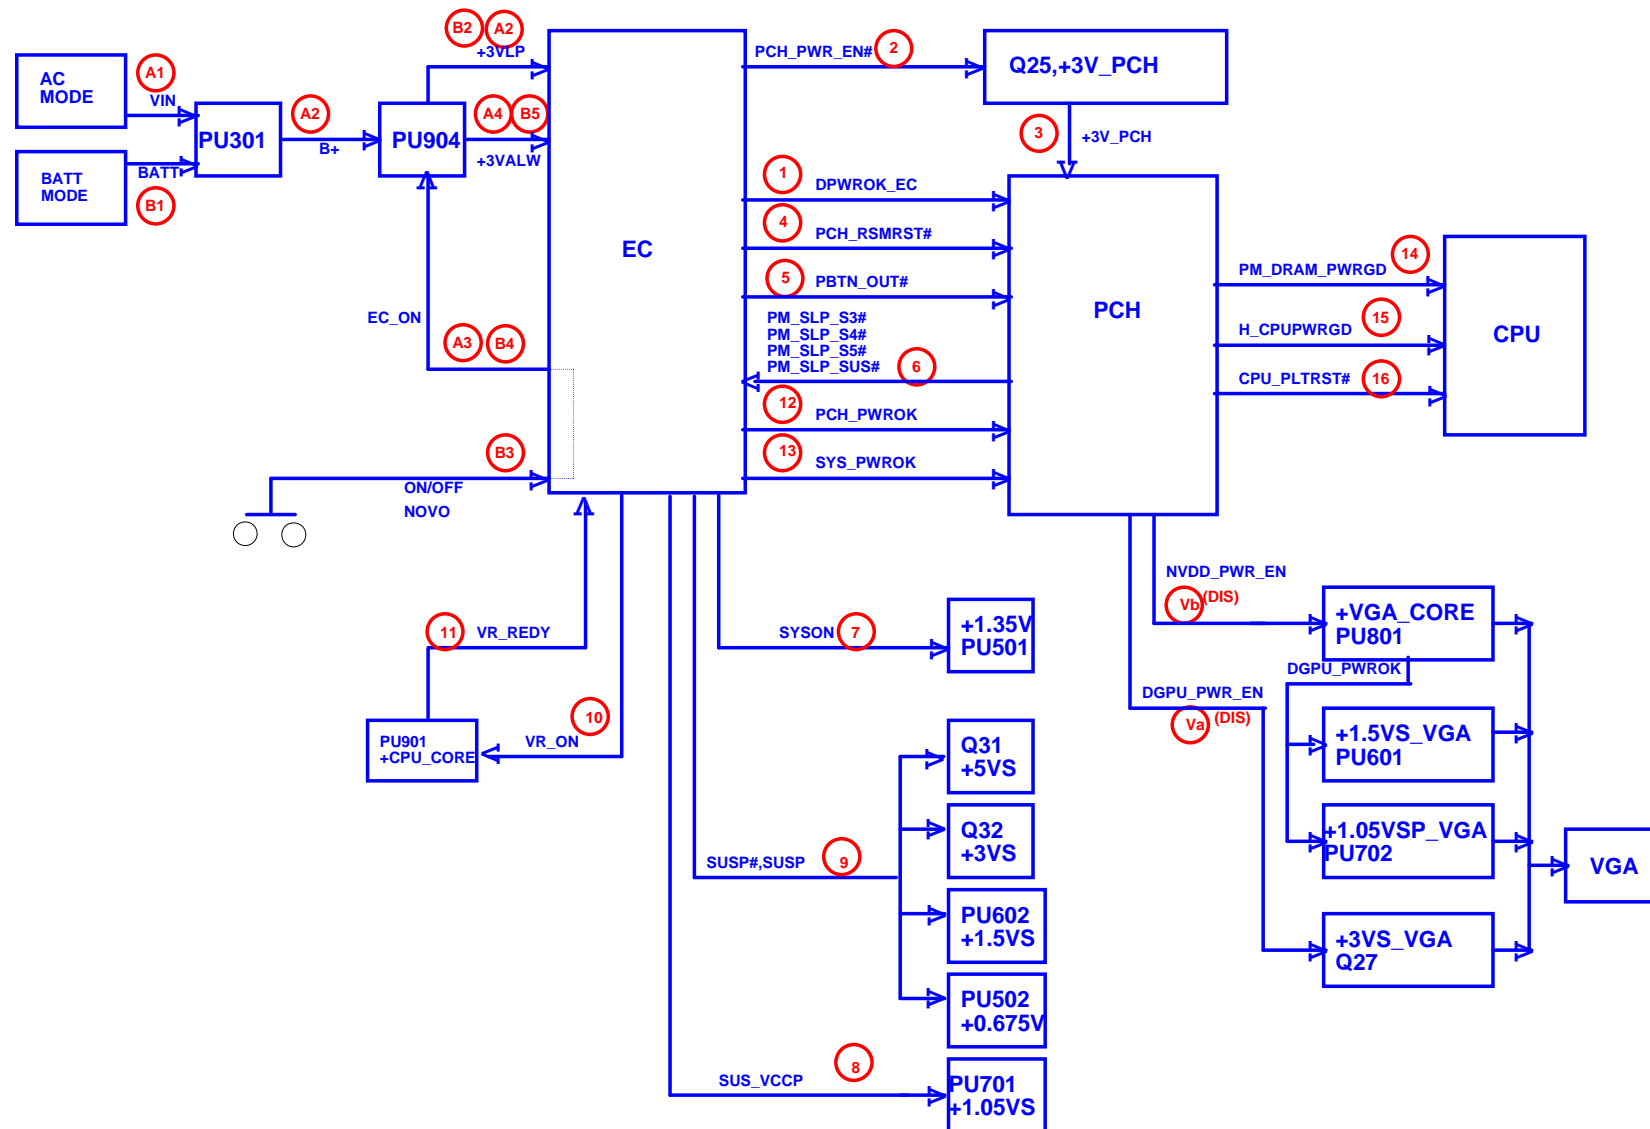 B2
A2
+3VLP
AC
MODE
A1
VIN
PU301
BATT
MODE
BATT
B1
A2
B+
PU904
A4
B5
+3VALW
EC_ON
A3
B4
B3
ON/OFF
NOVO
EC
PCH_PWR_EN#
2
Q25,+3V_PCH
3
+3V_PCH
1
DPWROK_EC
4
PCH_RSMRST#
5
PBTN_OUT#
PM_SLP_S3#
PM_SLP_S4#
PM_SLP_S5#
PM_SLP_SUS#
6
12
PCH_PWROK
13
SYS_PWROK
PCH
PM_DRAM_PWRGD
14
H_CPUPWRGD
15
CPU_PLTRST#
16
CPU
11
VR_REDY
PU901
+CPU_CORE
10
VR_ON
SYSON
7
+1.35V
PU501
Q31
+5VS
Q32
+3VS
SUSP#,SUSP
9
PU602
+1.5VS
PU502
+0.675V
SUS_VCCP
8
PU701
+1.05VS
NVDD_PWR_EN
Vb
(DIS)
+VGA_CORE
PU801
DGPU_PWROK
DGPU_PWR_EN
Va
(DIS)
+1.5VS_VGA
PU601
+1.05VSP_VGA
PU702
VGA
+3VS_VGA
Q27